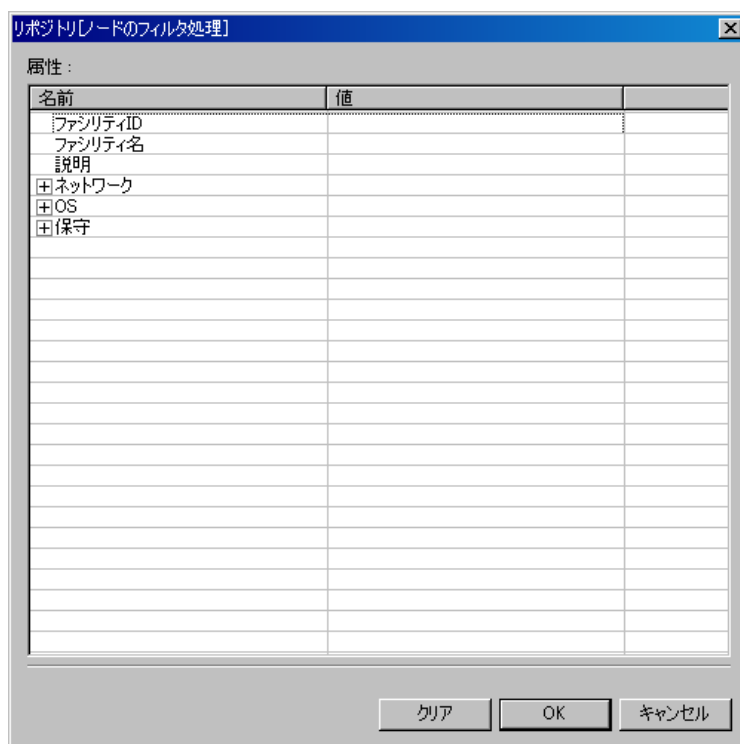 リポジトリ[ノードのフィルタ処理]
属性：
名前 値
ファシリティID
ファシリティ名
説明
ネットワーク
OS
保守
クリア OK キャンセル